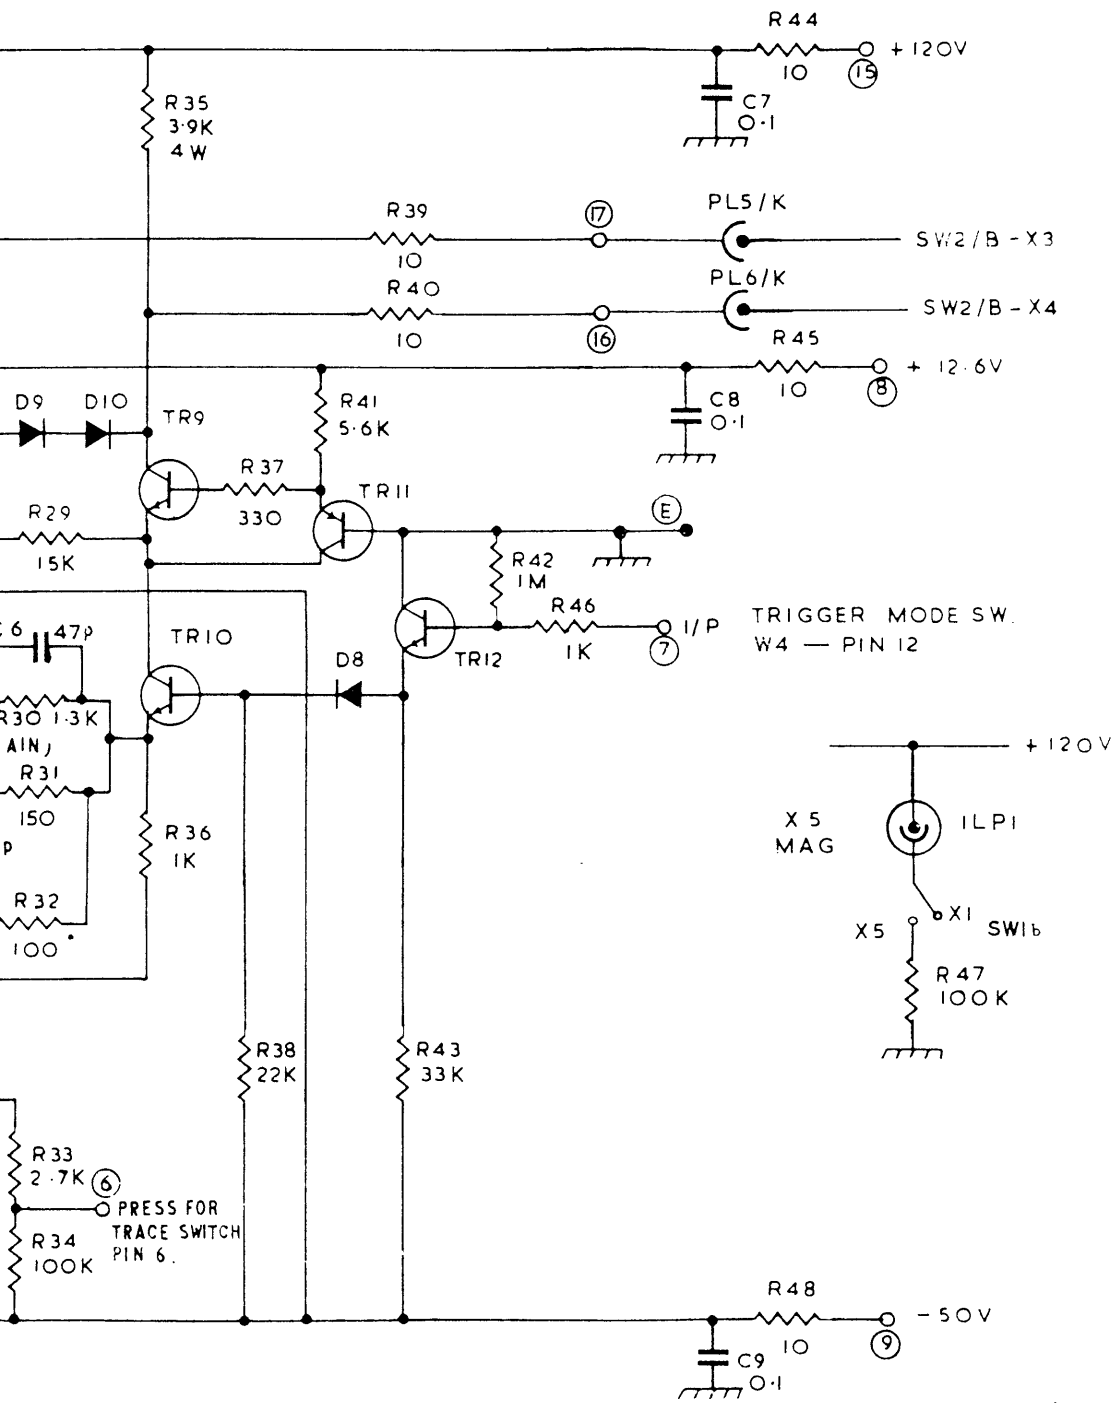 R44
+120V
10
15
R35
3·9K
4W
C7
0·1
PL5/K
R39
17
SW2/B-X3
10
PL6/K
R40
SW2/B-X4
10
16
R45
+ 12·6V
10
8
D9
D10
TR9
R41
5·6K
C8
0·1
R37
330
TR11
E
R29
15K
R42
1M
R46
1K
I/P
7
TRIGGER MODE SW.
W4 — PIN 12
6
47p
TR10
TR12
D8
R30 1·3K
AIN)
R31
150
p
R36
1K
R32
100
+120V
X5
MAG
1LP1
X1
X5
SW1b
R47
100K
R38
22K
R43
33K
R33
2·7K
6
PRESS FOR
TRACE SWITCH
PIN 6.
R34
100K
R48
-50V
10
9
C9
0·1